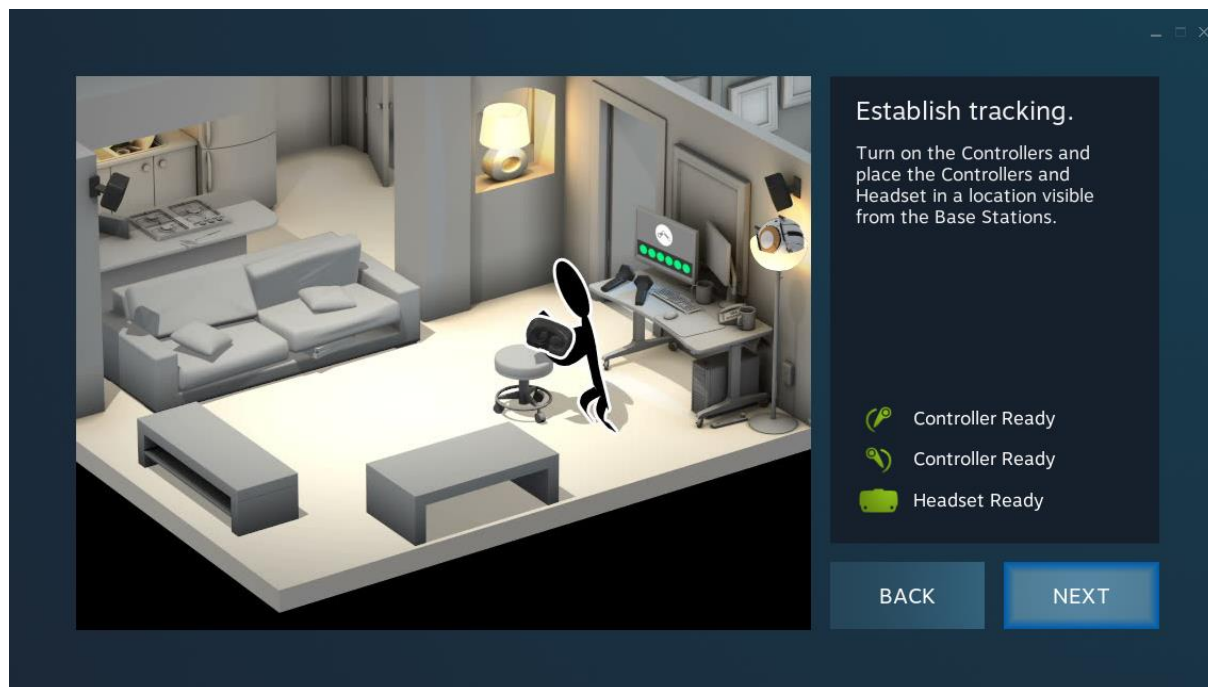 Establish tracking.
Turn on the Controllers and
place the Controllers and
Headset in a location visible
from the Base Stations.
Controller Ready
Controller Ready
Headset Ready
BACK
NEXT